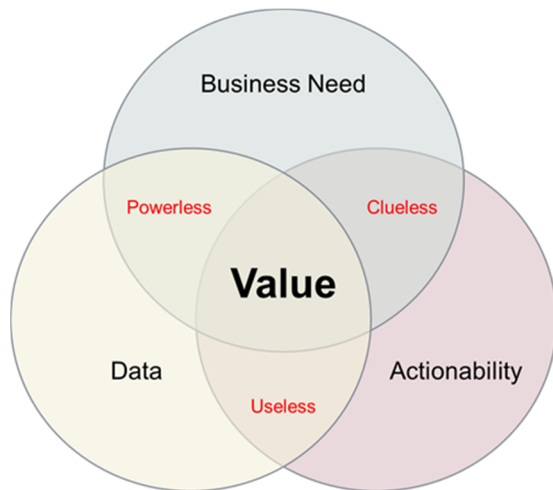 Business Need
Powerless
Clueless
Value
Data
Actionability
Useless